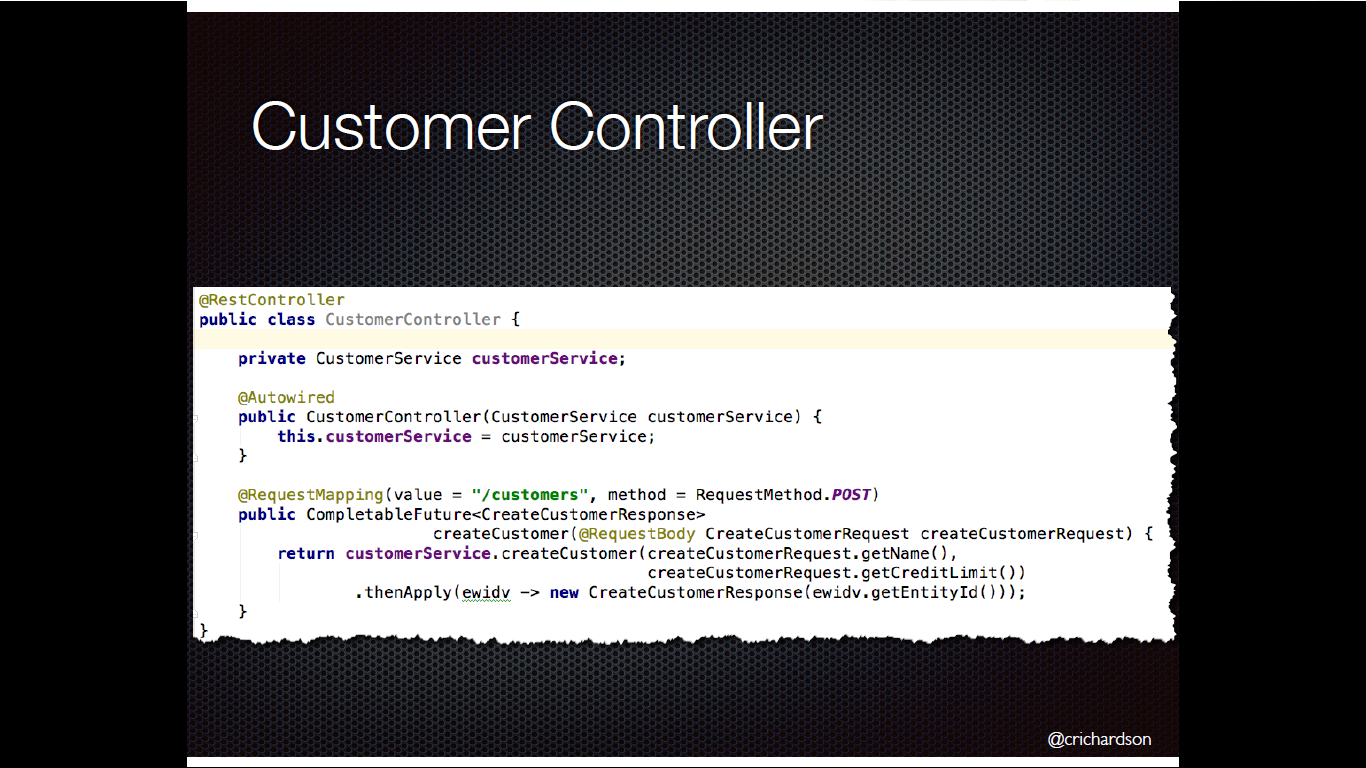 Customer Controller
@RestController
public class CustomerController {
private CustomerService customerService;
@Autowired
public CustomerController(CustomerService customerService) {
this.customerService = customerService;
}
@RequestMapping(value = "/customers", method = RequestMethod.POST)
public CompletableFuture<CreateCustomerResponse>
createCustomer(@RequestBody CreateCustomerRequest createCustomerRequest) {
return customerService.createCustomer(createCustomerRequest.getName(),
createCustomerRequest.getCreditLimit())
.thenApply(ewidv -> new CreateCustomerResponse(ewidv.getEntityId()));
}
}
@crichardson